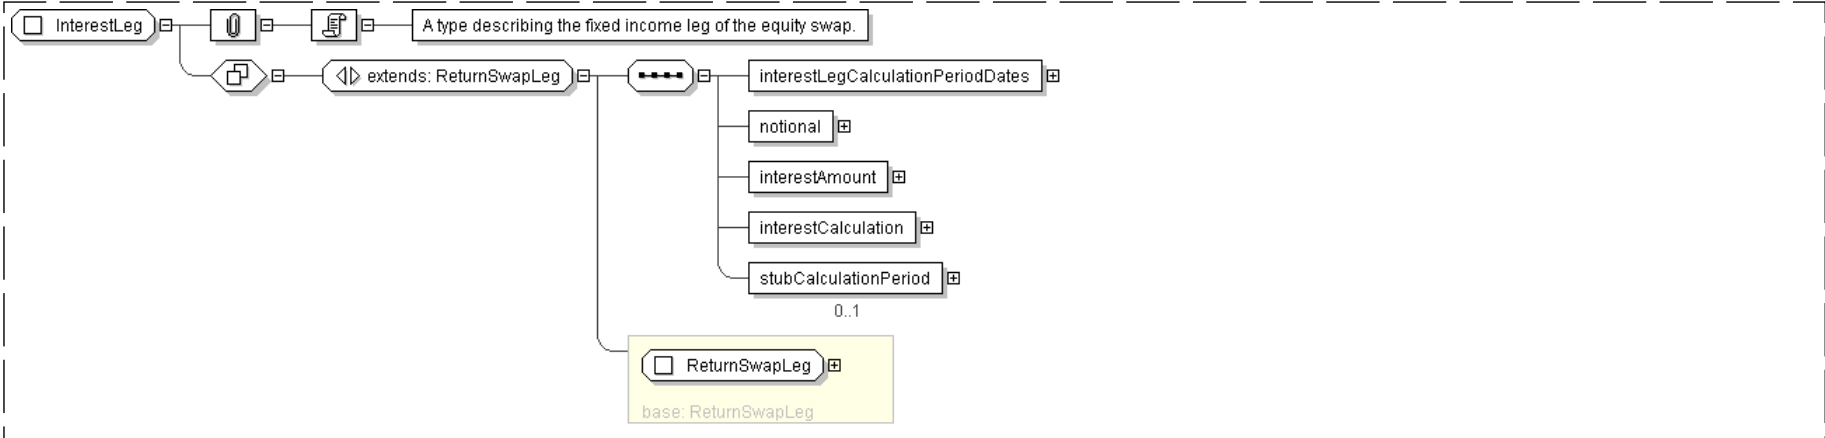 InterestLeg
A type describing the fixed income leg of the equity swap.
extends: ReturnSwapLeg
interestLegCalculationPeriodDates
notional
interestAmount
interestCalculation
stubCalculationPeriod
0..1
ReturnSwapLeg
base: ReturnSwapLeg